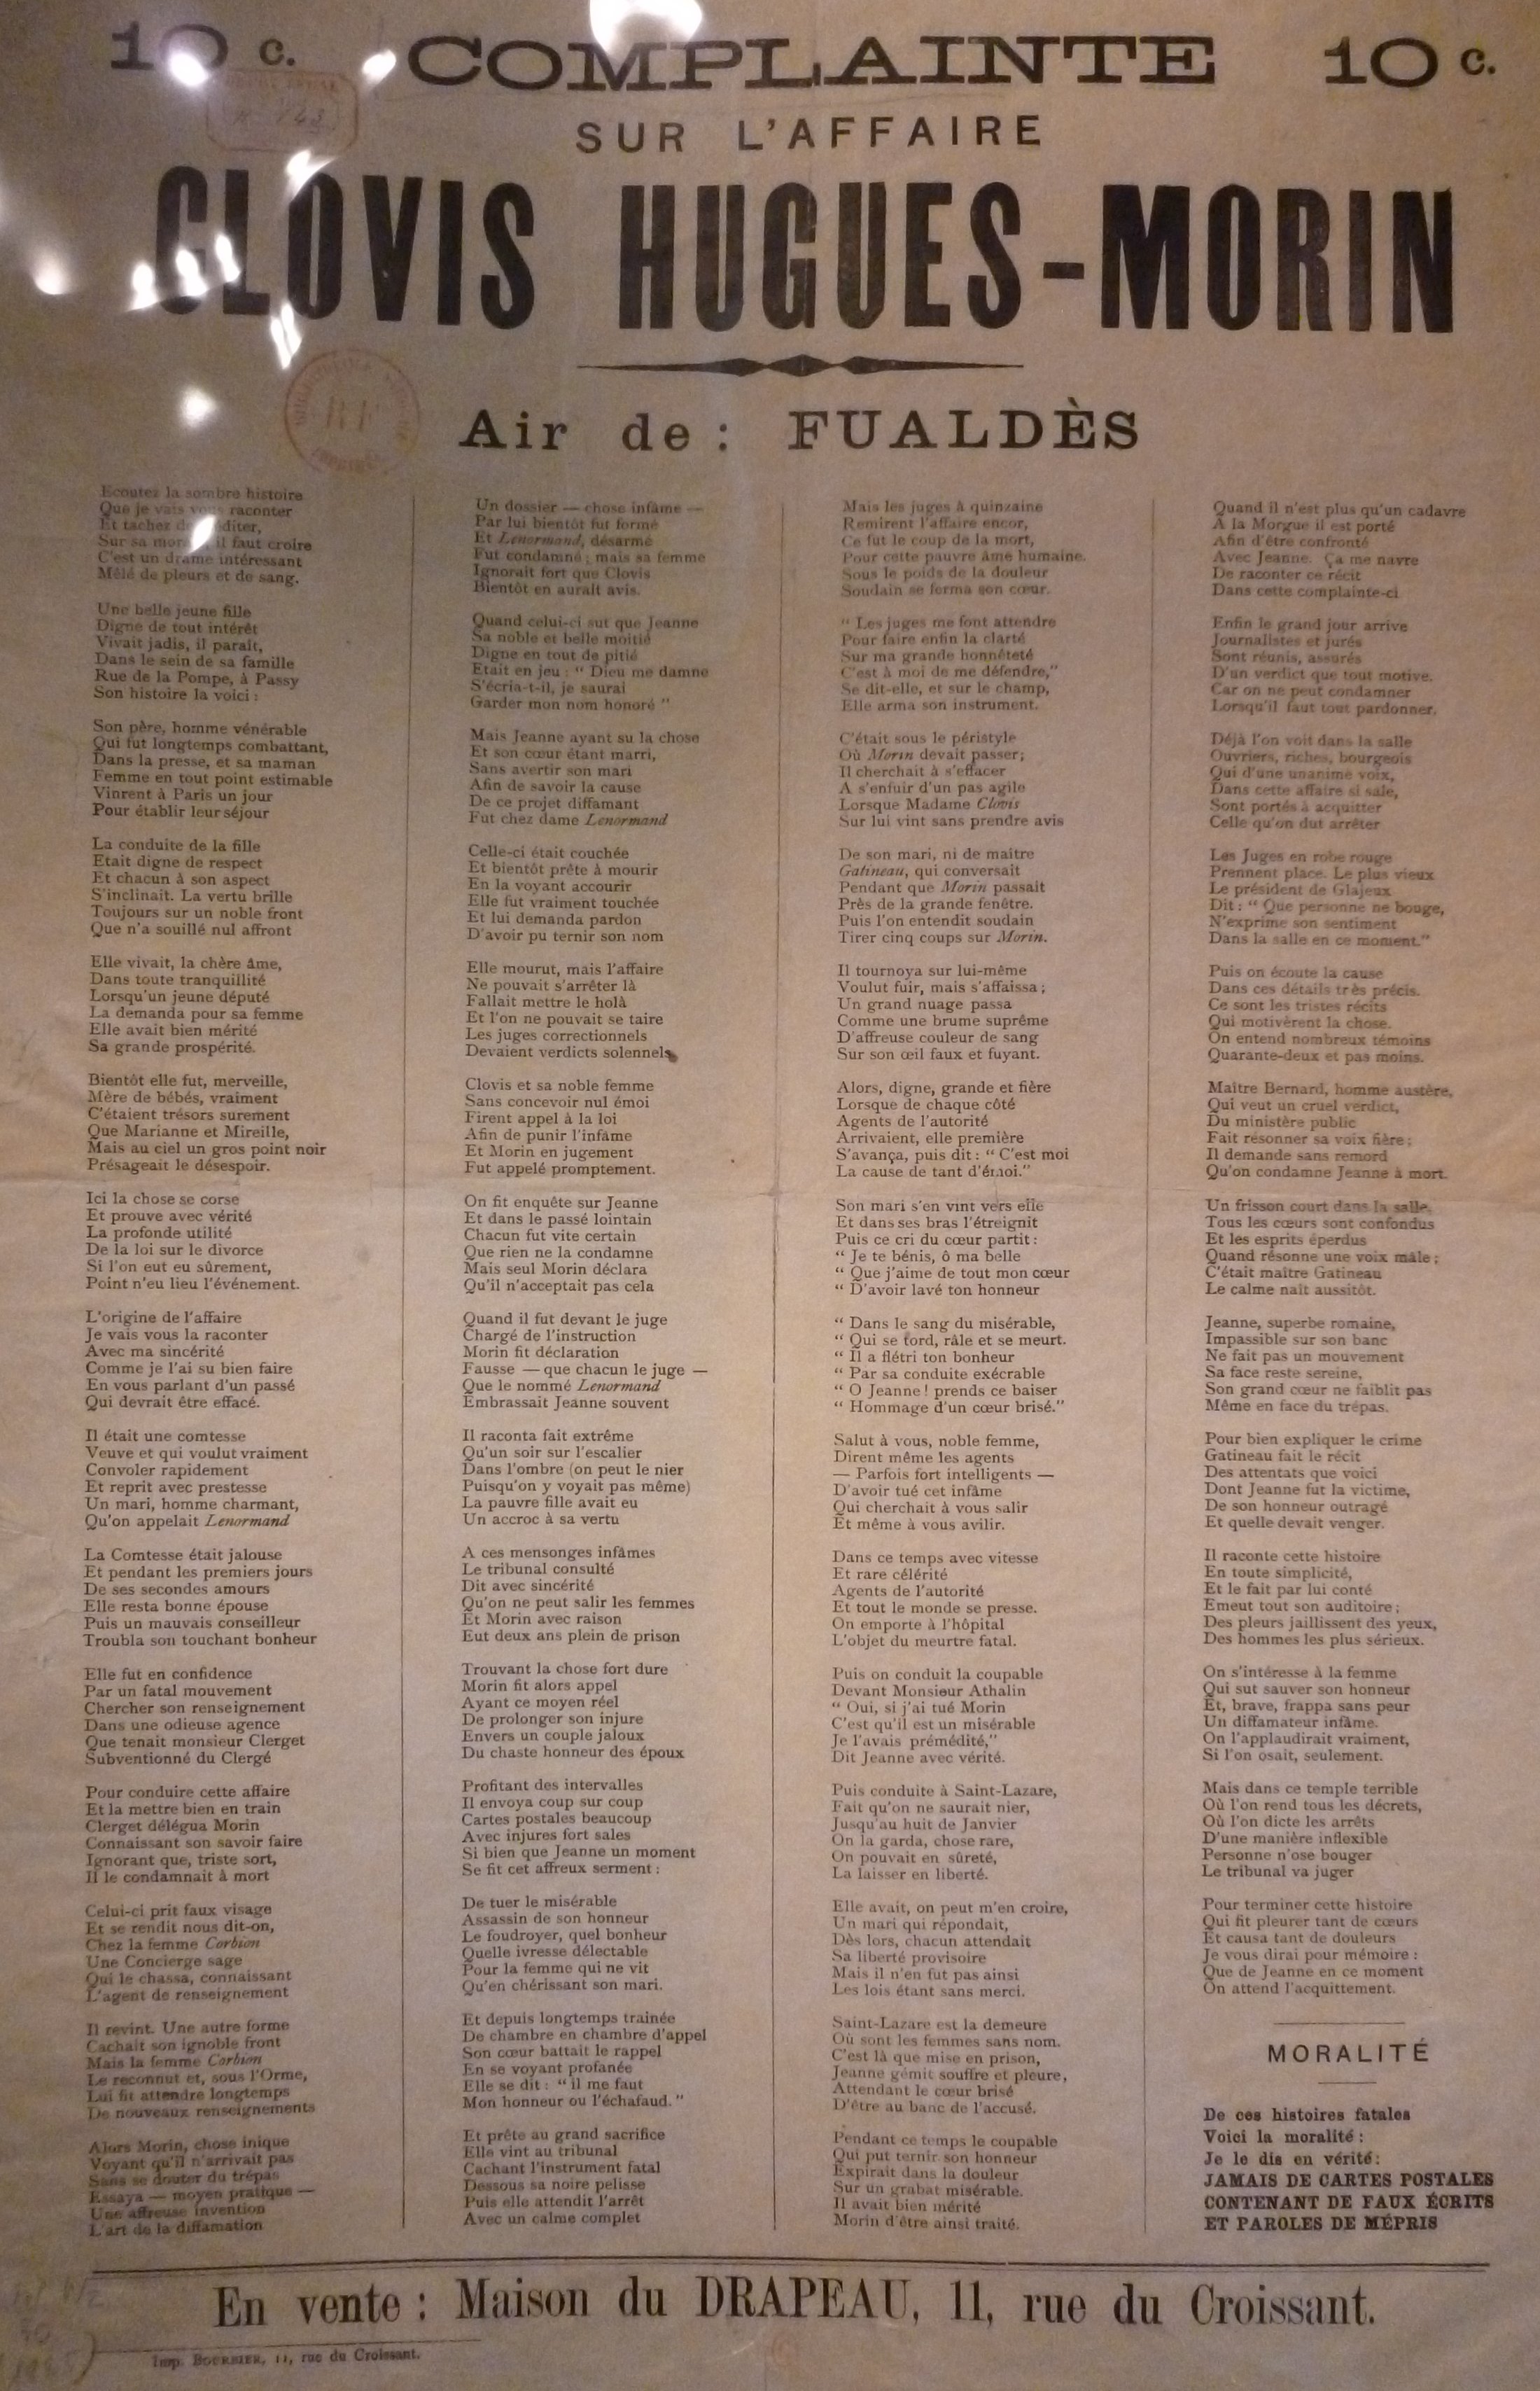 10 c. COMPLAINTE 10 c.
SUR L'AFFAIRE
CLOVIS HUGUES-MORIN
Air de: FUALDÈS
Ecoutez la sombre histoire
Que je vais vous raconter
Et tachez
Sur sa il faut croire
C'est un drame intéressant
Mêlé de pleurs et de sang.
Une belle jeune fille
Digne de tout intérêt
Vivait jadis, il paraît,
Dans le sein de sa famille
Rue de la Pompe, à Passy
Son histoire la voici :
Son père, homme vénérable
Qui fut longtemps combattant,
Dans la presse, et sa maman
Femme en tout point estimable
Vinrent à Paris un jour
Pour établir leur séjour
La conduite de la fille
Etait digne de respect
Et chacun à son aspect
S'inclinait. La vertu brille
Toujours sur un noble front
Que n'a souillé nul affront
Elle vivait, la chère âme,
Dans toute tranquillité
Lorsqu'un jeune député
La demanda pour sa femme
Elle avait bien mérité
Sa grande prospérité.
Bientôt elle fut, merveille,
Mère de bébés, vraiment
C'étaient trésors surement
Que Marianne et Mireille,
Mais au ciel un gros point noir
Présageait le désespoir.
Ici la chose se corse
Et prouve avec vérité
La profonde utilité
De la loi sur le divorce
Si l'on eut eu sûrement,
Point n'eu lieu l'événement.
L'origine de l'affaire
Je vais vous la raconter
Avec ma sincérité
Comme je l'ai su bien faire
En vous parlant d'un passé
Qui devrait être effacé.
Il était une comtesse
Veuve et qui voulut vraiment
Convoler rapidement
Et reprit avec prestesse
Un mari, homme charmant,
Qu'on appelait Lenormand
La Comtesse était jalouse
Et pendant les premiers jours
De ses secondes amours
Elle resta bonne épouse
Puis un mauvais conseilleur
Troubla son touchant bonheur
Elle fut en confidence
Par un fatal mouvement
Chercher son renseignement
Dans une odieuse agence
Que tenait monsieur Clerget
Subventionné du Clergé
Pour conduire cette affaire
Et la mettre bien en train
Clerget délégua Morin
Connaissant son savoir faire
Ignorant que, triste sort,
Il le condamnait à mort
Celui-ci prit faux visage
Et se rendit nous dit-on,
Chez la femme Corbion
Une Concierge sage
Qui le chassa, connaissant
L'agent de renseignement
Il revint. Une autre forme
Cachait son ignoble front
Mais la femme Corbion
Le reconnut et, sous l'Orme,
Lui fit attendre longtemps
De nouveaux renseignements
Alors Morin, chose inique
Voyant qu'il n'arrivait pas
Sans se douter du trépas
Essaya — moyen pratique —
Une affreuse invention
L'art de la diffamation
Un dossier — chose infâme —
Par lui bientôt fut formé
Et Lenormand, désarmé
Fut condamné ; mais sa femme
Ignorait fort que Clovis
Bientôt en aurait avis.
Quand celui-ci sut que Jeanne
Sa noble et belle moitié
Digne en tout de pitié
Etait en jeu : “ Dieu me damne
S'écria-t-il, je saurai
Garder mon nom honoré ”
Mais Jeanne ayant su la chose
Et son cœur étant marri,
Sans avertir son mari
Afin de savoir la cause
De ce projet diffamant
Fut chez dame Lenormand
Celle-ci était couchée
Et bientôt prête à mourir
En la voyant accourir
Elle fut vraiment touchée
Et lui demanda pardon
D'avoir pu ternir son nom
Elle mourut, mais l'affaire
Ne pouvait s'arrêter là
Fallait mettre le holà
Et l'on ne pouvait se taire
Les juges correctionnels
Devaient verdicts solennels
Clovis et sa noble femme
Sans concevoir nul émoi
Firent appel à la loi
Afin de punir l'infâme
Et Morin en jugement
Fut appelé promptement.
On fit enquête sur Jeanne
Et dans le passé lointain
Chacun fut vite certain
Que rien ne la condamne
Mais seul Morin déclara
Qu'il n'acceptait pas cela
Quand il fut devant le juge
Chargé de l'instruction
Morin fit déclaration
Fausse — que chacun le juge —
Que le nommé Lenormand
Embrassait Jeanne souvent
Il raconta fait extrême
Qu'un soir sur l'escalier
Dans l'ombre (on peut le nier
Puisqu'on y voyait pas même)
La pauvre fille avait eu
Un accroc à sa vertu
A ces mensonges infâmes
Le tribunal consulté
Dit avec sincérité
Qu'on ne peut salir les femmes
Et Morin avec raison
Eut deux ans plein de prison
Trouvant la chose fort dure
Morin fit alors appel
Ayant ce moyen réel
De prolonger son injure
Envers un couple jaloux
Du chaste honneur des époux
Profitant des intervalles
Il envoya coup sur coup
Cartes postales beaucoup
Avec injures fort sales
Si bien que Jeanne un moment
Se fit cet affreux serment :
De tuer le misérable
Assassin de son honneur
Le foudroyer, quel bonheur
Quelle ivresse délectable
Pour la femme qui ne vit
Qu'en chérissant son mari.
Et depuis longtemps trainée
De chambre en chambre d'appel
Son cœur battait le rappel
En se voyant profanée
Elle se dit : “ il me faut
Mon honneur ou l'échafaud. ”
Et prête au grand sacrifice
Elle vint au tribunal
Cachant l'instrument fatal
Dessous sa noire pelisse
Puis elle attendit l'arrêt
Avec un calme complet
Mais les juges à quinzaine
Remirent l'affaire encor,
Ce fut le coup de la mort,
Pour cette pauvre âme humaine.
Sous le poids de la douleur
Soudain se ferma son cœur.
“ Les juges me font attendre
Pour faire enfin la clarté
Sur ma grande honnêteté
C'est à moi de me défendre,”
Se dit-elle, et sur le champ,
Elle arma son instrument.
C'était sous le péristyle
Où Morin devait passer;
Il cherchait à s'effacer
A s'enfuir d'un pas agile
Lorsque Madame Clovis
Sur lui vint sans prendre avis
De son mari, ni de maître
Gatineau, qui conversait
Pendant que Morin passait
Près de la grande fenêtre.
Puis l'on entendit soudain
Tirer cinq coups sur Morin.
Il tournoya sur lui-même
Voulut fuir, mais s'affaissa ;
Un grand nuage passa
Comme une brume suprême
D'affreuse couleur de sang
Sur son œil faux et fuyant.
Alors, digne, grande et fière
Lorsque de chaque côté
Agents de l'autorité
Arrivaient, elle première
S'avança, puis dit : “ C'est moi
La cause de tant d'émoi.”
Son mari s'en vint vers elle
Et dans ses bras l'étreignit
Puis ce cri du cœur partit :
“ Je te bénis, ô ma belle
“ Que j'aime de tout mon cœur
“ D'avoir lavé ton honneur
“ Dans le sang du misérable,
“ Qui se tord, râle et se meurt.
“ Il a flétri ton bonheur
“ Par sa conduite exécrable
“ O Jeanne ! prends ce baiser
“ Hommage d'un cœur brisé.”
Salut à vous, noble femme,
Dirent même les agents
— Parfois fort intelligents —
D'avoir tué cet infâme
Qui cherchait à vous salir
Et même à vous avilir.
Dans ce temps avec vitesse
Et rare célérité
Agents de l'autorité
Et tout le monde se presse.
On emporte à l'hôpital
L'objet du meurtre fatal.
Puis on conduit la coupable
Devant Monsieur Athalin
“ Oui, si j'ai tué Morin
C'est qu'il est un misérable
Je l'avais prémédité,”
Dit Jeanne avec vérité.
Puis conduite à Saint-Lazare,
Fait qu'on ne saurait nier,
Jusqu'au huit de Janvier
On la garda, chose rare,
On pouvait en sûreté,
La laisser en liberté.
Elle avait, on peut m'en croire,
Un mari qui répondait,
Dès lors, chacun attendait
Sa liberté provisoire
Mais il n'en fut pas ainsi
Les lois étant sans merci.
Saint-Lazare est la demeure
Où sont les femmes sans nom.
C'est là que mise en prison,
Jeanne gémit souffre et pleure,
Attendant le cœur brisé
D'être au banc de l'accusé.
Pendant ce temps le coupable
Qui put ternir son honneur
Expirait dans la douleur
Sur un grabat misérable.
Il avait bien mérité
Morin d'être ainsi traité.
Quand il n'est plus qu'un cadavre
A la Morgue il est porté
Afin d'être confronté
Avec Jeanne. Ça me navre
De raconter ce récit
Dans cette complainte-ci
Enfin le grand jour arrive
Journalistes et jurés
Sont réunis, assurés
D'un verdict que tout motive.
Car on ne peut condamner
Lorsqu'il faut tout pardonner.
Déjà l'on voit dans la salle
Ouvriers, riches, bourgeois
Qui d'une unanime voix,
Dans cette affaire si sale,
Sont portés à acquitter
Celle qu'on dut arrêter
Les Juges en robe rouge
Prennent place. Le plus vieux
Le président de Glajeux
Dit : “ Que personne ne bouge,
N'exprime son sentiment
Dans la salle en ce moment.”
Puis on écoute la cause
Dans ces détails très précis.
Ce sont les tristes récits
Qui motivèrent la chose.
On entend nombreux témoins
Quarante-deux et pas moins.
Maître Bernard, homme austère,
Qui veut un cruel verdict,
Du ministère public
Fait résonner sa voix fière ;
Il demande sans remord
Qu'on condamne Jeanne à mort.
Un frisson court dans la salle.
Tous les cœurs sont confondus
Et les esprits éperdus
Quand résonne une voix mâle ;
C'était maître Gatineau
Le calme nait aussitôt.
Jeanne, superbe romaine,
Impassible sur son banc
Ne fait pas un mouvement
Sa face reste sereine,
Son grand cœur ne faiblit pas
Même en face du trépas.
Pour bien expliquer le crime
Gatineau fait le récit
Des attentats que voici
Dont Jeanne fut la victime,
De son honneur outragé
Et quelle devait venger.
Il raconte cette histoire
En toute simplicité,
Et le fait par lui conté
Emeut tout son auditoire ;
Des pleurs jaillissent des yeux,
Des hommes les plus sérieux.
On s'intéresse à la femme
Qui sut sauver son honneur
Et, brave, frappa sans peur
Un diffamateur infâme.
On l'applaudirait vraiment,
Si l'on osait, seulement.
Mais dans ce temple terrible
Où l'on rend tous les décrets,
Où l'on dicte les arrêts
D'une manière inflexible
Personne n'ose bouger
Le tribunal va juger
Pour terminer cette histoire
Qui fit pleurer tant de cœurs
Et causa tant de douleurs
Je vous dirai pour mémoire :
Que de Jeanne en ce moment
On attend l'acquittement.
MORALITÉ
De ces histoires fatales
Voici la moralité :
Je le dis en vérité:
JAMAIS DE CARTES POSTALES
CONTENANT DE FAUX ÉCRITS
ET PAROLES DE MÉPRIS
En vente : Maison du DRAPEAU, 11, rue du Croissant.
Imp. BOURBIER, 11, rue du Croissant.